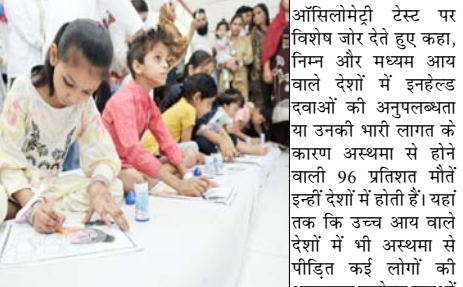 ऑसिलोमेट्री टेस्ट पर
विशेष जोर देते हुए कहा,
निम्न और मध्यम आय
वाले देशों में इनहेल्ड
दवाओं की अनुपलब्धता
या उनकी भारी लागत के
कारण अस्थमा से होने
वाली 96 प्रतिशत मौतें
इन्हीं देशों में होती हैं। यहां
तक कि उच्च आय वाले
देशों में भी अस्थमा से
पीड़ित कई लोगों की